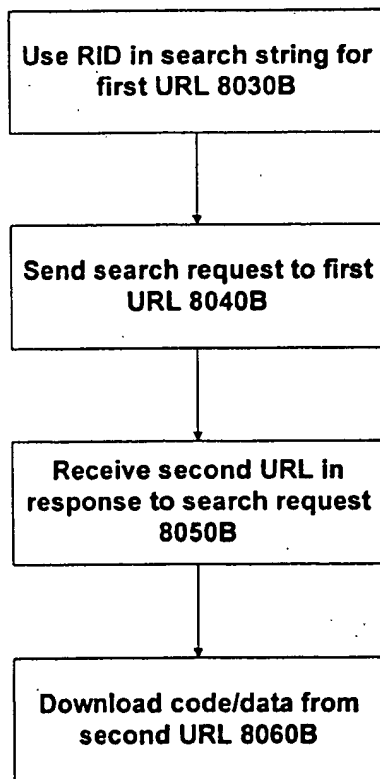 Use RID in search string for
first URL 8030B
Send search request to first
URL 8040B
Receive second URL in
response to search request
8050B
Download code/data from
second URL 8060B